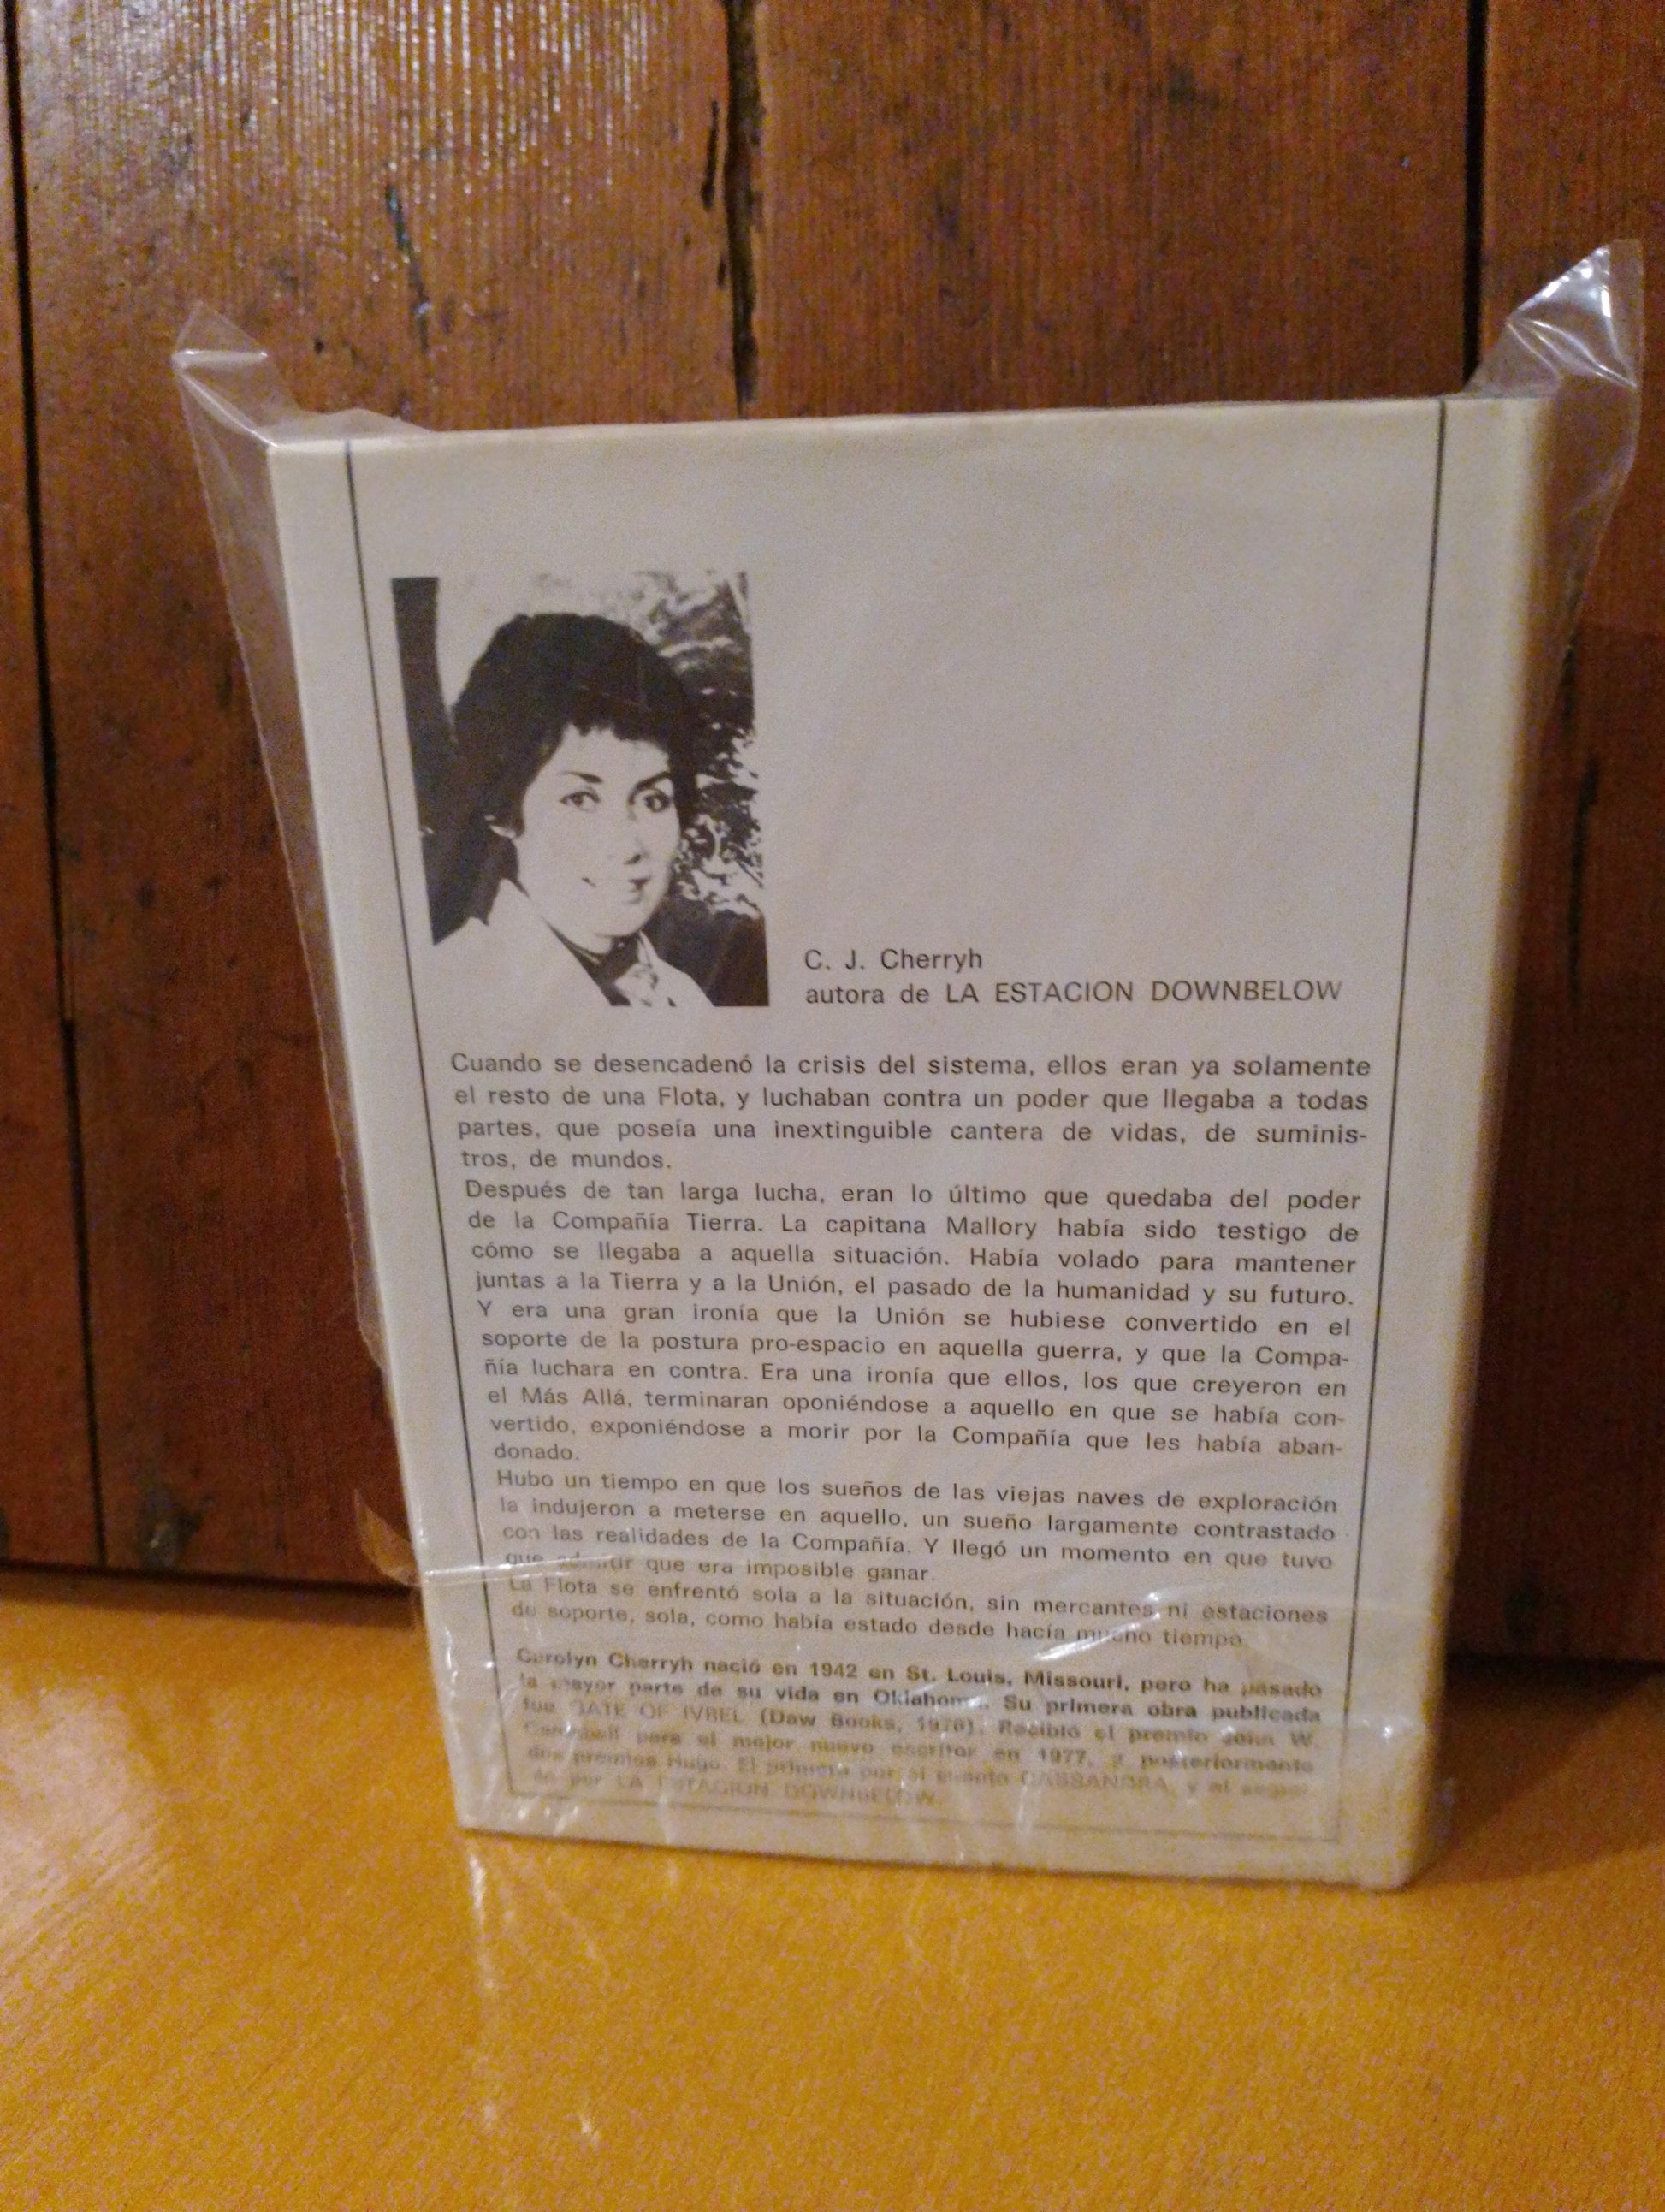 C. J. Cherryh
autora de LA ESTACION DOWNBELOW
Cuando se desencadenó la crisis del sistema, ellos eran ya solamente
el resto de una Flota, y luchaban contra un poder que llegaba a todas
partes, que poseía una inextinguible cantera de vidas, de suminis-
tros, de mundos.
Después de tan larga lucha, eran lo último que quedaba del poder
de la Compañía Tierra. La capitana Mallory había sido testigo de
cómo se llegaba a aquella situación. Había volado para mantener
juntas a la Tierra y a la Unión, el pasado de la humanidad y su futuro.
Y era una gran ironía que la Unión se hubiese convertido en el
soporte de la postura pro-espacio en aquella guerra, y que la Compa-
ñía luchara en contra. Era una ironía que ellos, los que creyeron en
el Más Allá, terminaran oponiéndose a aquello en que se había con-
vertido, exponiéndose a morir por la Compañía que les había aban-
donado.
Hubo un tiempo en que los sueños de las viejas naves de exploración
la indujeron a meterse en aquello, un sueño largamente contrastado
con las realidades de la Compañía. Y llegó un momento en que tuvo
que admitir que era imposible ganar.
La Flota se enfrentó sola a la situación, sin mercantes ni estaciones
de soporte, sola, como había estado desde hacía mucho tiempo.
Carolyn Cherryh nació en 1942 en St. Louis, Missouri, pero ha pasado
la mayor parte de su vida en Oklahoma. Su primera obra publicada
fue GATE OF IVREL (Daw Books, 1976). Recibió el premio John W.
Campbell para el mejor nuevo escritor en 1977, y posteriormente
dos premios Hugo. El primero por el cuento CASSANDRA, y el
por LA ESTACION DOWNBELOW.